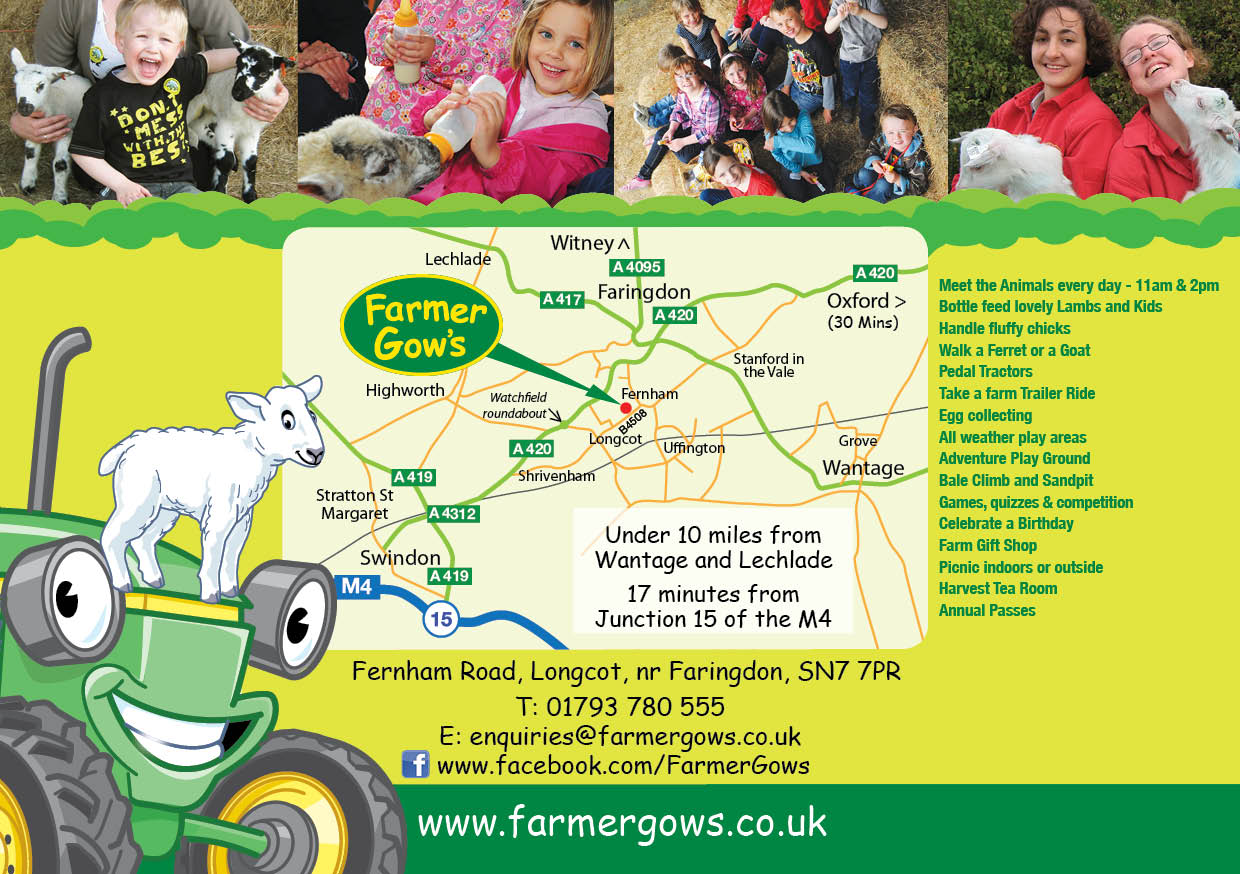 DON'T
MESS
WITH THE
BEST
Witney ^
Lechlade
A 4095
A 420
A 417
Faringdon
Oxford >
(30 Mins)
A 420
Farmer
Gow's
Stanford in
the Vale
Highworth
Fernham
Watchfield
roundabout
B4508
Longcot
A 420
Uffington
Grove
Shrivenham
Wantage
A 419
Stratton St
Margaret
A 4312
Swindon
A 419
M4
15
Under 10 miles from
Wantage and Lechlade
17 minutes from
Junction 15 of the M4
Meet the Animals every day - 11am & 2pm
Bottle feed lovely Lambs and Kids
Handle fluffy chicks
Walk a Ferret or a Goat
Pedal Tractors
Take a farm Trailer Ride
Egg collecting
All weather play areas
Adventure Play Ground
Bale Climb and Sandpit
Games, quizzes & competition
Celebrate a Birthday
Farm Gift Shop
Picnic indoors or outside
Harvest Tea Room
Annual Passes
Fernham Road, Longcot, nr Faringdon, SN7 7PR
T: 01793 780 555
E: enquiries@farmergows.co.uk
f www.facebook.com/FarmerGows
www.farmergows.co.uk